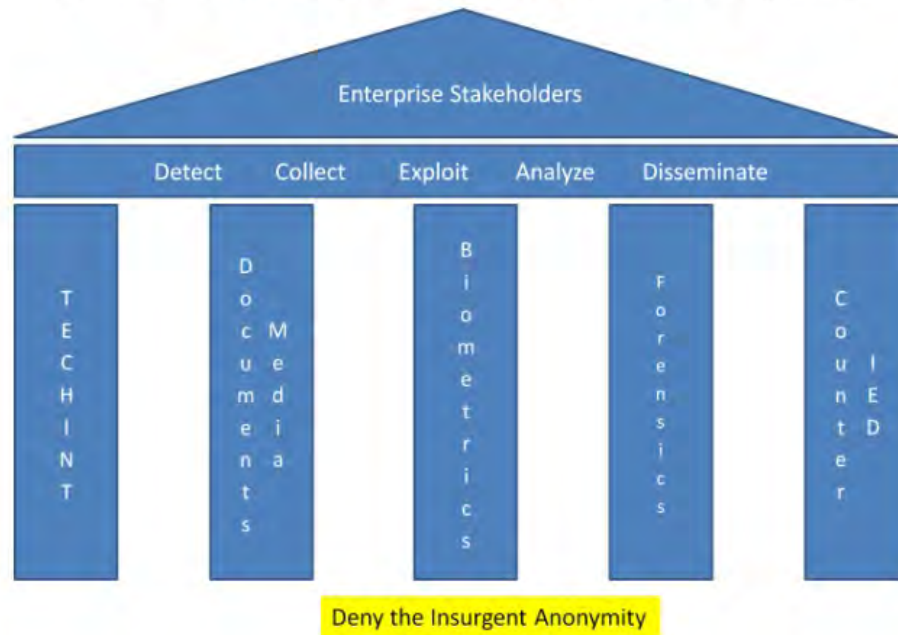 Enterprise Stakeholders
Detect Collect Exploit Analyze Disseminate
TECHINT
Documents
Media
Biometrics
Forensics
Counter
IED
Deny the Insurgent Anonymity